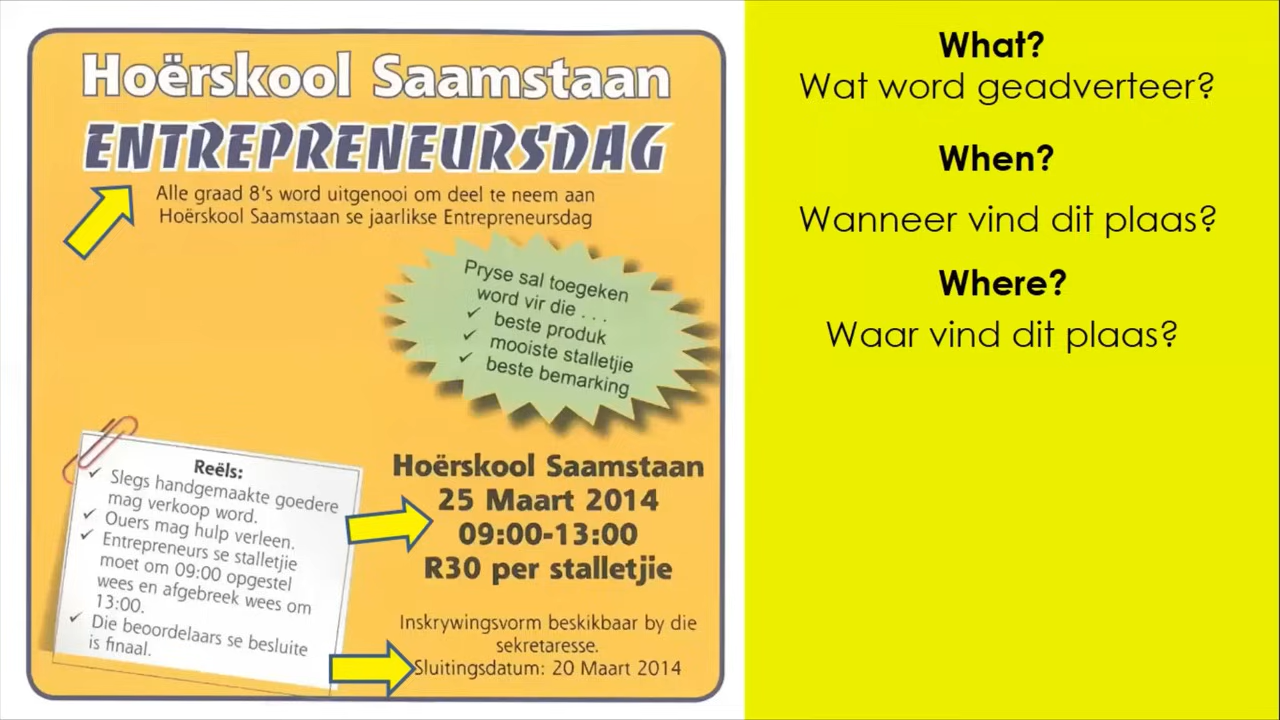 Hoërskool Saamstaan
ENTREPRENEURSDAG
Alle graad 8's word uitgenooi om deel te neem aan
Hoërskool Saamstaan se jaarlikse Entrepreneursdag
Pryse sal toegeken
word vir die . . .
✓ beste produk
✓ mooiste stalletjie
✓ beste bemarking
Reëls:
✓ Slegs handgemaakte goedere
mag verkoop word.
✓ Ouers mag hulp verleen.
✓ Entrepreneurs se stalletjie
moet om 09:00 opgestel
wees en afgebreek wees om
13:00.
✓ Die beoordelaars se besluite
is finaal.
Hoërskool Saamstaan
25 Maart 2014
09:00-13:00
R30 per stalletjie
Inskrywingsvorm beskikbaar by die
sekretaresse.
Sluitingsdatum: 20 Maart 2014
What?
Wat word geadverteer?
When?
Wanneer vind dit plaas?
Where?
Waar vind dit plaas?